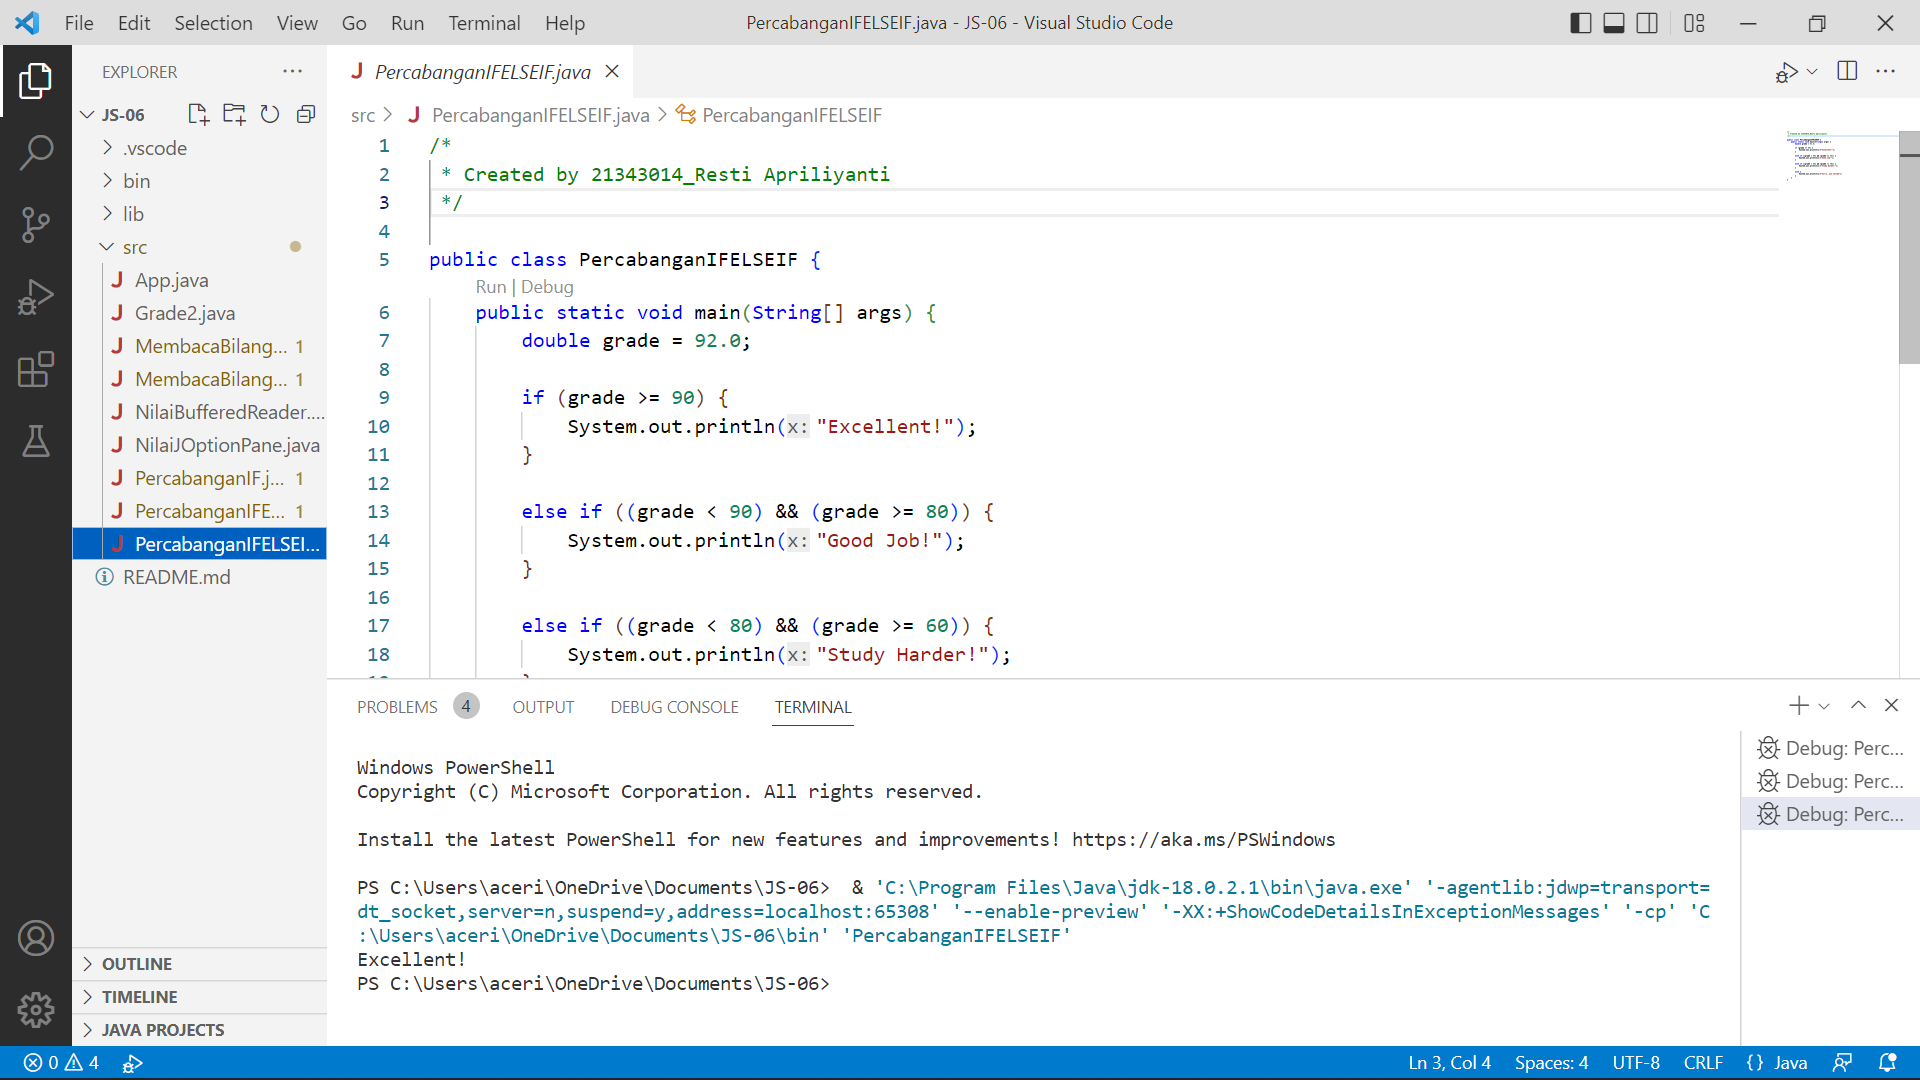 File Edit Selection View Go Run Terminal Help
PercabanganIFELSEIF.java - JS-06 - Visual Studio Code
EXPLORER
JS-06
.vscode
bin
lib
src
J App.java
J Grade2.java
J MembacaBilang... 1
J MembacaBilang... 1
J NilaiBufferedReader....
J NilaiJOptionPane.java
J PercabanganIF.j... 1
J PercabanganIFE... 1
J PercabanganIFELSEI...
README.md
OUTLINE
TIMELINE
JAVA PROJECTS
J PercabanganIFELSEIF.java
src > J PercabanganIFELSEIF.java > PercabanganIFELSEIF
1 /*
2 * Created by 21343014_Resti Apriliyanti
3 */
4
5 public class PercabanganIFELSEIF {
Run | Debug
6 public static void main(String[] args) {
7 double grade = 92.0;
8
9 if (grade >= 90) {
10 System.out.println(x: "Excellent!");
11 }
12
13 else if ((grade < 90) && (grade >= 80)) {
14 System.out.println(x: "Good Job!");
15 }
16
17 else if ((grade < 80) && (grade >= 60)) {
18 System.out.println(x: "Study Harder!");
PROBLEMS 4 OUTPUT DEBUG CONSOLE TERMINAL
Windows PowerShell
Copyright (C) Microsoft Corporation. All rights reserved.
Install the latest PowerShell for new features and improvements! https://aka.ms/PSWindows
PS C:\Users\aceri\OneDrive\Documents\JS-06>  & 'C:\Program Files\Java\jdk-18.0.2.1\bin\java.exe' '-agentlib:jdwp=transport=
dt_socket,server=n,suspend=y,address=localhost:65308' '--enable-preview' '-XX:+ShowCodeDetailsInExceptionMessages' '-cp' 'C
:\Users\aceri\OneDrive\Documents\JS-06\bin' 'PercabanganIFELSEIF'
Excellent!
PS C:\Users\aceri\OneDrive\Documents\JS-06>
Debug: Perc...
Debug: Perc...
Debug: Perc...
0 4
Ln 3, Col 4 Spaces: 4 UTF-8 CRLF {} Java